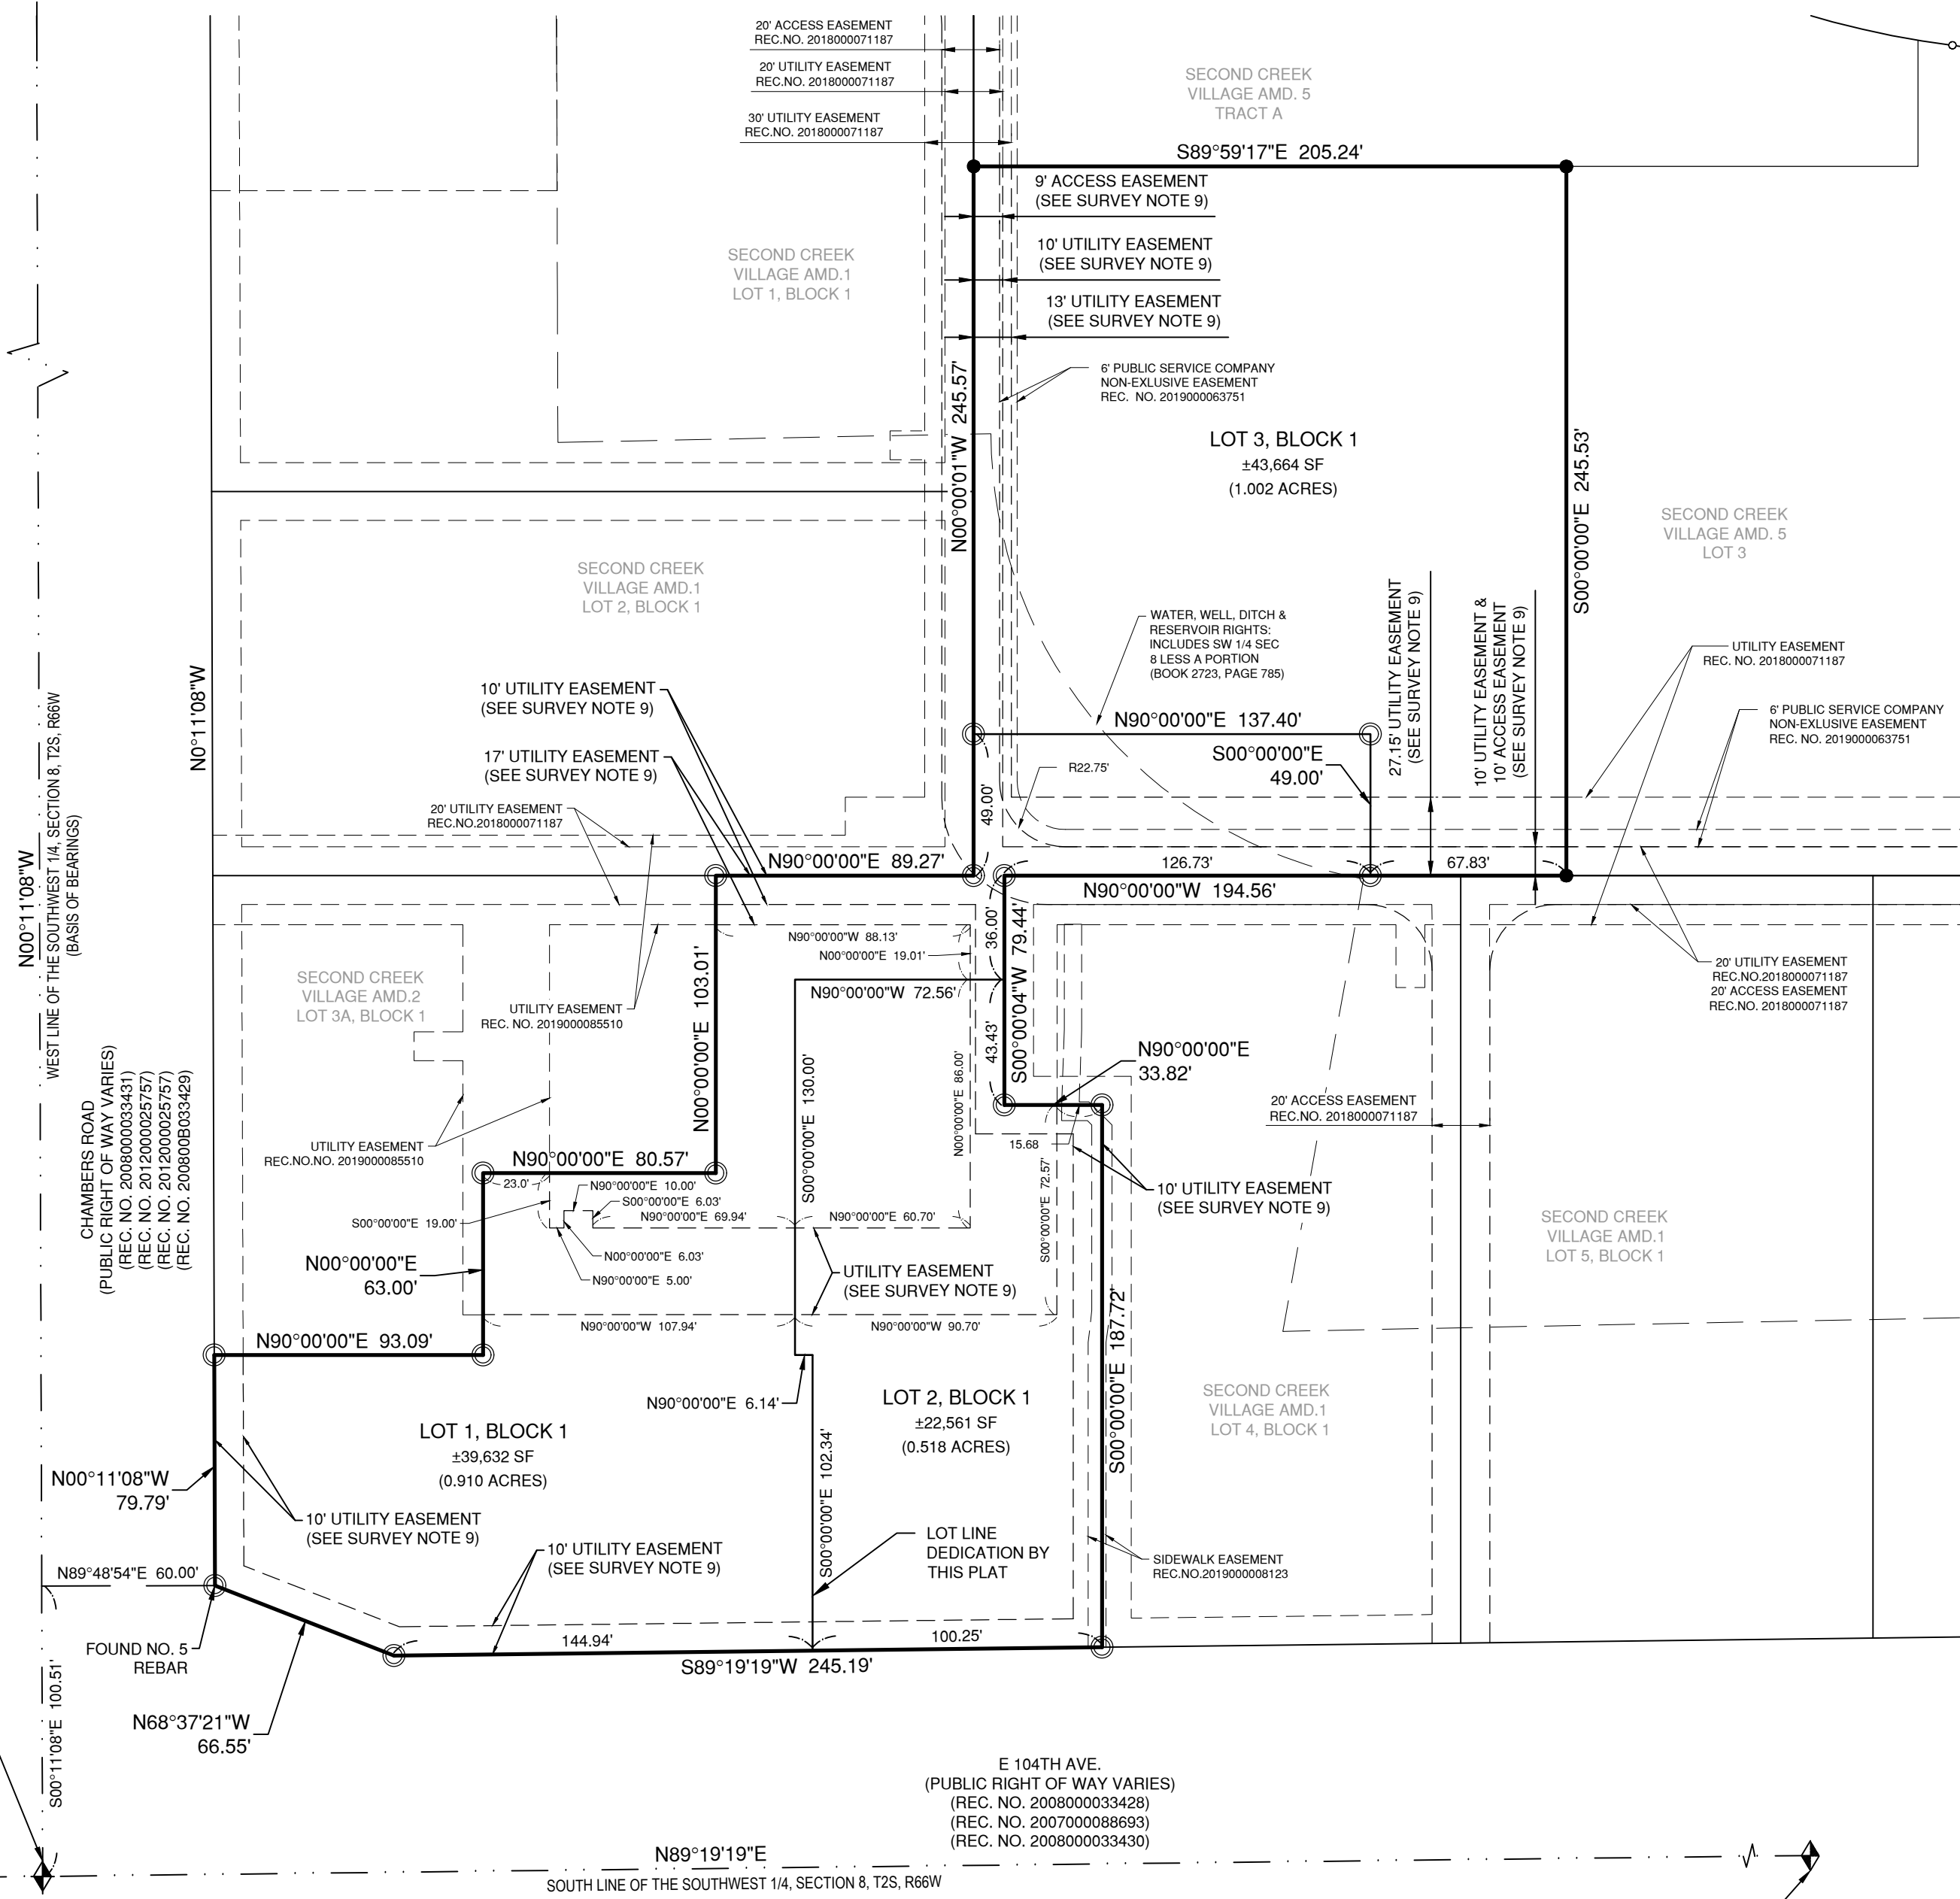 20' ACCESS EASEMENT
REC.NO. 2018000071187
20' UTILITY EASEMENT
REC.NO. 2018000071187
30' UTILITY EASEMENT
REC.NO. 2018000071187
SECOND CREEK
VILLAGE AMD. 5
TRACT A
S89°59'17"E 205.24'
9' ACCESS EASEMENT
(SEE SURVEY NOTE 9)
10' UTILITY EASEMENT
(SEE SURVEY NOTE 9)
13' UTILITY EASEMENT
(SEE SURVEY NOTE 9)
SECOND CREEK
VILLAGE AMD.1
LOT 1, BLOCK 1
6' PUBLIC SERVICE COMPANY
NON-EXLUSIVE EASEMENT
REC. NO. 2019000063751
N00°00'01"W 245.57'
LOT 3, BLOCK 1
±43,664 SF
(1.002 ACRES)
S00°00'00"E 245.53'
SECOND CREEK
VILLAGE AMD. 5
LOT 3
SECOND CREEK
VILLAGE AMD.1
LOT 2, BLOCK 1
WATER, WELL, DITCH &
RESERVOIR RIGHTS:
INCLUDES SW 1/4 SEC
8 LESS A PORTION
(BOOK 2723, PAGE 785)
27.15' UTILITY EASEMENT
(SEE SURVEY NOTE 9)
10' UTILITY EASEMENT &
10' ACCESS EASEMENT
(SEE SURVEY NOTE 9)
UTILITY EASEMENT
REC. NO. 2018000071187
N0°11'08"W
10' UTILITY EASEMENT
(SEE SURVEY NOTE 9)
N90°00'00"E 137.40'
6' PUBLIC SERVICE COMPANY
NON-EXLUSIVE EASEMENT
REC. NO. 2019000063751
17' UTILITY EASEMENT
(SEE SURVEY NOTE 9)
S00°00'00"E
49.00'
R22.75'
49.00'
20' UTILITY EASEMENT
REC.NO.2018000071187
N00°11'08"W
WEST LINE OF THE SOUTHWEST 1/4, SECTION 8, T2S, R66W
(BASIS OF BEARINGS)
N90°00'00"E 89.27'
126.73'
67.83'
N90°00'00"W 194.56'
N90°00'00"W 88.13'
N00°00'00"E 19.01'
36.00'
S00°00'04"W 79.44'
43.43'
SECOND CREEK
VILLAGE AMD.2
LOT 3A, BLOCK 1
N90°00'00"W 72.56'
20' UTILITY EASEMENT
REC.NO.2018000071187
20' ACCESS EASEMENT
REC.NO. 2018000071187
UTILITY EASEMENT
REC. NO. 2019000085510
N00°00'00"E 103.01'
S00°00'00"E 130.00'
N00°00'00"E 86.00'
N90°00'00"E
33.82'
CHAMBERS ROAD
(PUBLIC RIGHT OF WAY VARIES)
(REC. NO. 2008000033431)
(REC. NO. 2012000025757)
(REC. NO. 2012000025757)
(REC. NO. 200800B033429)
20' ACCESS EASEMENT
REC.NO. 2018000071187
UTILITY EASEMENT
REC.NO.NO. 2019000085510
15.68
N90°00'00"E 80.57'
23.0'
N90°00'00"E 10.00'
S00°00'00"E 6.03'
S00°00'00"E 72.57'
10' UTILITY EASEMENT
(SEE SURVEY NOTE 9)
S00°00'00"E 19.00'
N90°00'00"E 69.94'
N90°00'00"E 60.70'
SECOND CREEK
VILLAGE AMD.1
LOT 5, BLOCK 1
N00°00'00"E 6.03'
N90°00'00"E 5.00'
N00°00'00"E
63.00'
UTILITY EASEMENT
(SEE SURVEY NOTE 9)
N90°00'00"W 107.94'
N90°00'00"W 90.70'
N90°00'00"E 93.09'
S00°00'00"E 187.72'
N90°00'00"E 6.14'
LOT 2, BLOCK 1
±22,561 SF
(0.518 ACRES)
SECOND CREEK
VILLAGE AMD.1
LOT 4, BLOCK 1
LOT 1, BLOCK 1
±39,632 SF
(0.910 ACRES)
S00°00'00"E 102.34'
N00°11'08"W
79.79'
10' UTILITY EASEMENT
(SEE SURVEY NOTE 9)
10' UTILITY EASEMENT
(SEE SURVEY NOTE 9)
LOT LINE
DEDICATION BY
THIS PLAT
SIDEWALK EASEMENT
REC.NO.2019000008123
N89°48'54"E 60.00'
FOUND NO. 5
REBAR
144.94'
100.25'
S89°19'19"W 245.19'
S00°11'08"E 100.51'
N68°37'21"W
66.55'
E 104TH AVE.
(PUBLIC RIGHT OF WAY VARIES)
(REC. NO. 2008000033428)
(REC. NO. 2007000088693)
(REC. NO. 2008000033430)
N89°19'19"E
SOUTH LINE OF THE SOUTHWEST 1/4, SECTION 8, T2S, R66W